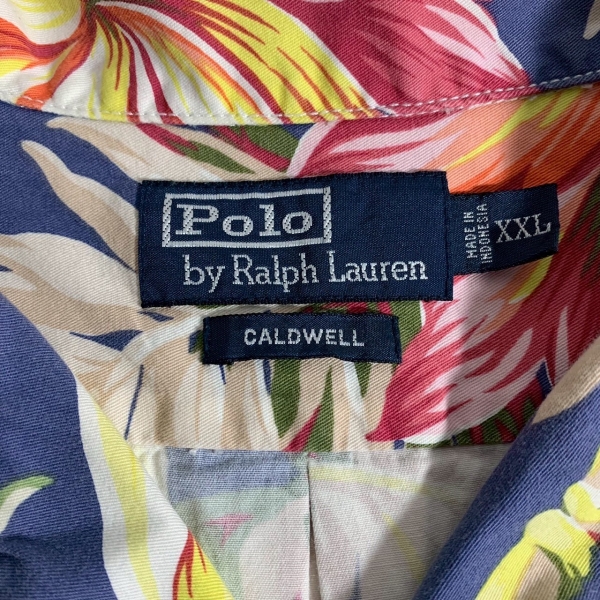 Polo
by Ralph Lauren
MADE IN
INDONESIA
XXL
CALDWELL